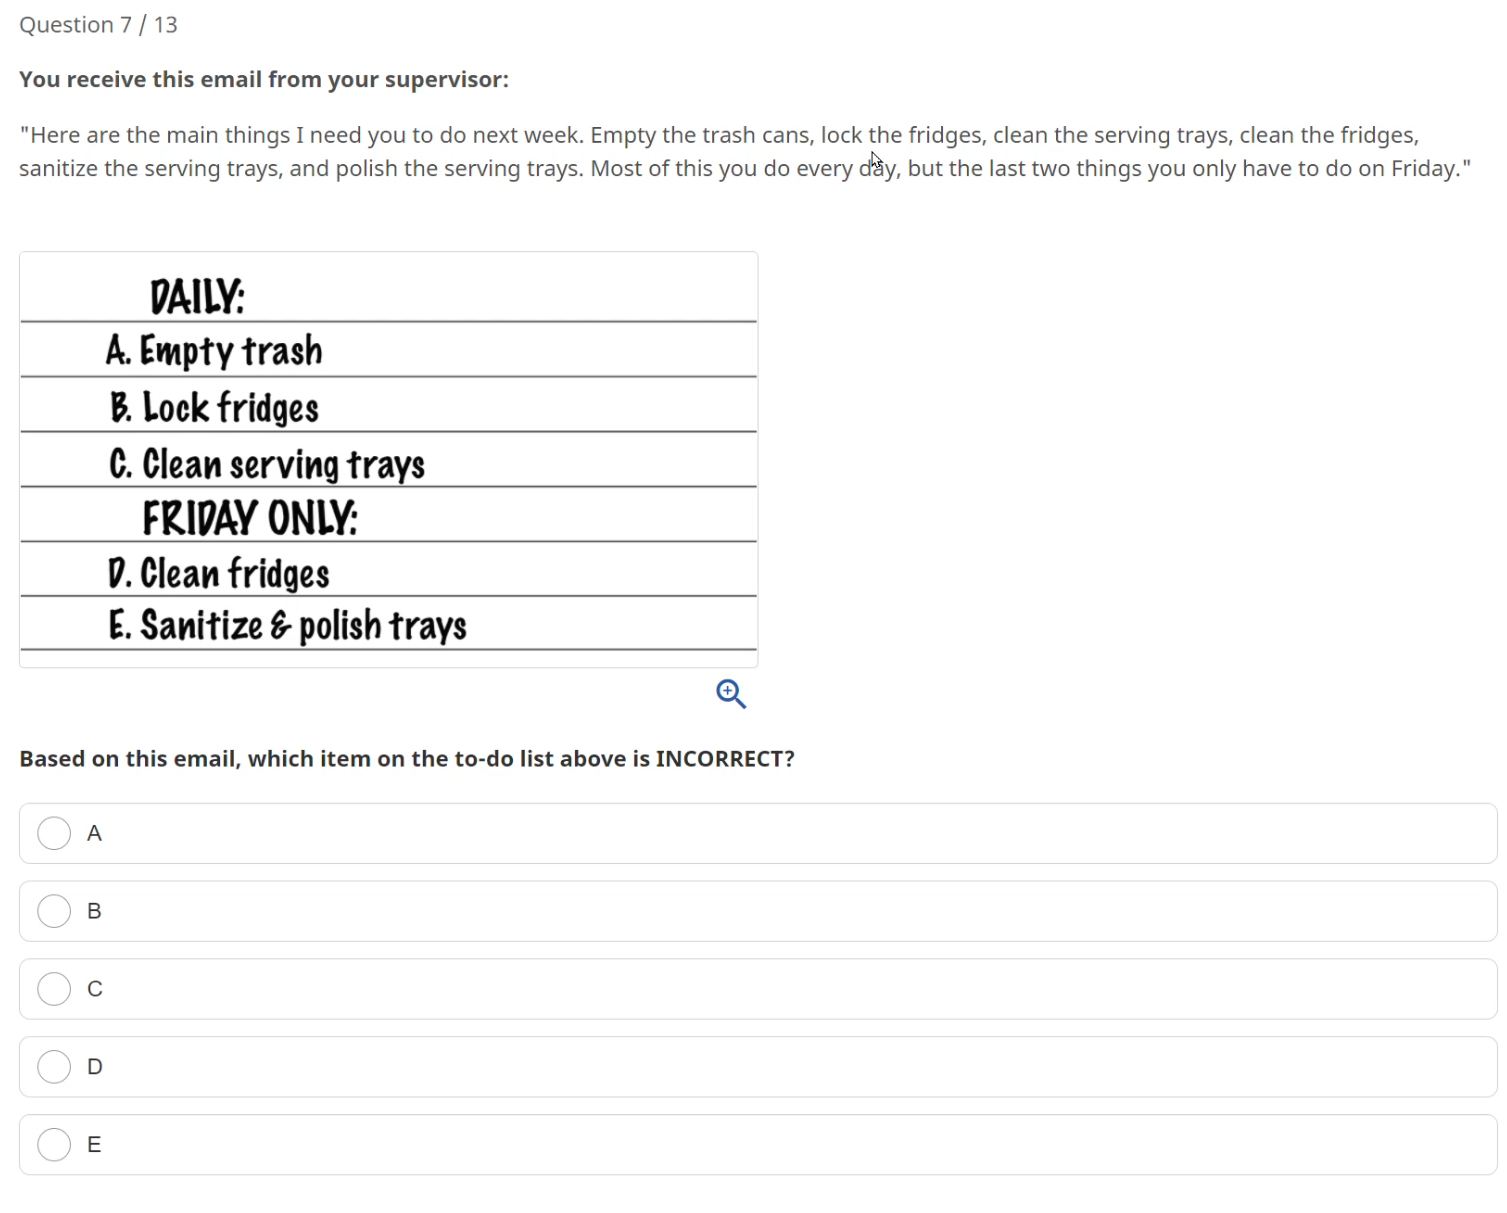 Question 7 / 13
You receive this email from your supervisor:
"Here are the main things I need you to do next week. Empty the trash cans, lock the fridges, clean the serving trays, clean the fridges,
sanitize the serving trays, and polish the serving trays. Most of this you do every day, but the last two things you only have to do on Friday."
DAILY:
A. Empty trash
B. Lock fridges
C. Clean serving trays
FRIDAY ONLY:
D. Clean fridges
E. Sanitize & polish trays
Based on this email, which item on the to-do list above is INCORRECT?
A
B
C
D
E